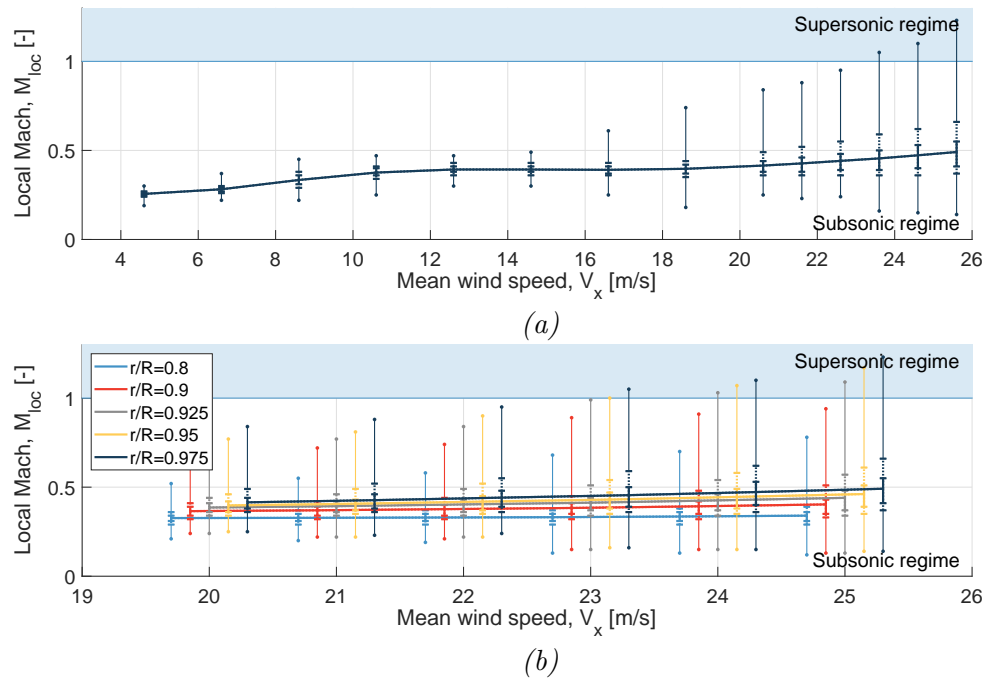 Supersonic regime
1
0.5
0
Local Mach, M_loc [-]
Subsonic regime
4 6 8 10 12 14 16 18 20 22 24 26
Mean wind speed, V_x [m/s]
(a)
r/R=0.8
r/R=0.9
r/R=0.925
r/R=0.95
r/R=0.975
Supersonic regime
1
0.5
0
Local Mach, M_loc [-]
Subsonic regime
19 20 21 22 23 24 25 26
Mean wind speed, V_x [m/s]
(b)